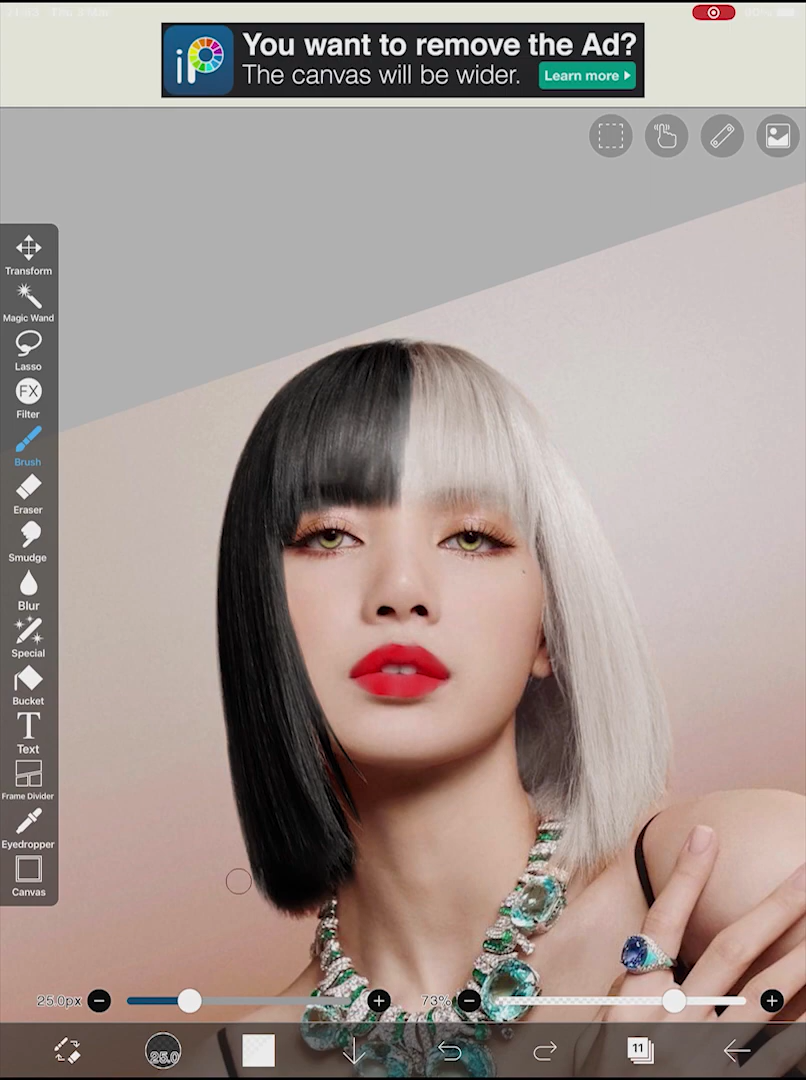 You want to remove the Ad?
iP
The canvas will be wider.
Learn more
Transform
Magic Wand
Lasso
FX
Filter
Brush
Eraser
Smudge
Blur
Special
Bucket
T
Text
Frame Divider
Eyedropper
Canvas
25.0px
73%
25.0
11